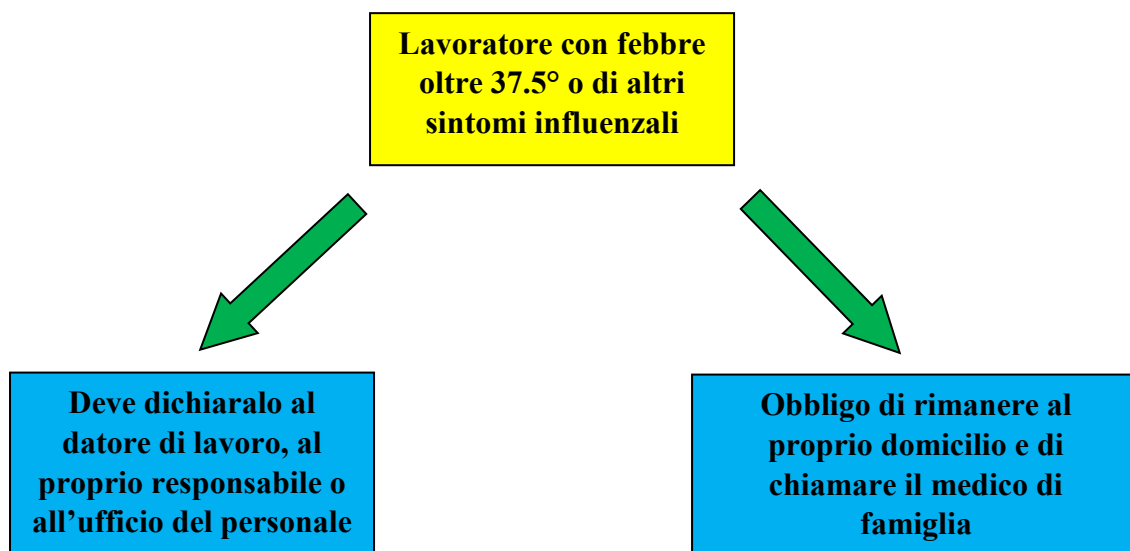 Lavoratore con febbre
oltre 37.5° o di altri
sintomi influenzali
Deve dichiaralo al
datore di lavoro, al
proprio responsabile o
all’ufficio del personale
Obbligo di rimanere al
proprio domicilio e di
chiamare il medico di
famiglia